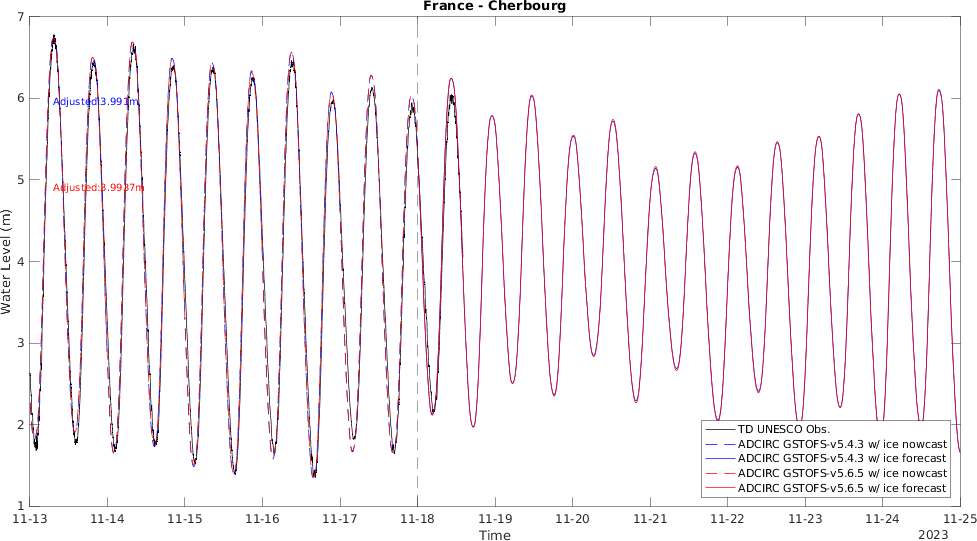 France - Cherbourg
Water Level (m)
7
6
5
4
3
2
1
Adjusted:3.991m
Adjusted:3.9937m
TD UNESCO Obs.
ADCIRC GSTOFS-v5.4.3 w/ ice nowcast
ADCIRC GSTOFS-v5.4.3 w/ ice forecast
ADCIRC GSTOFS-v5.6.5 w/ ice nowcast
ADCIRC GSTOFS-v5.6.5 w/ ice forecast
11-13 11-14 11-15 11-16 11-17 11-18 11-19 11-20 11-21 11-22 11-23 11-24 11-25
Time
2023